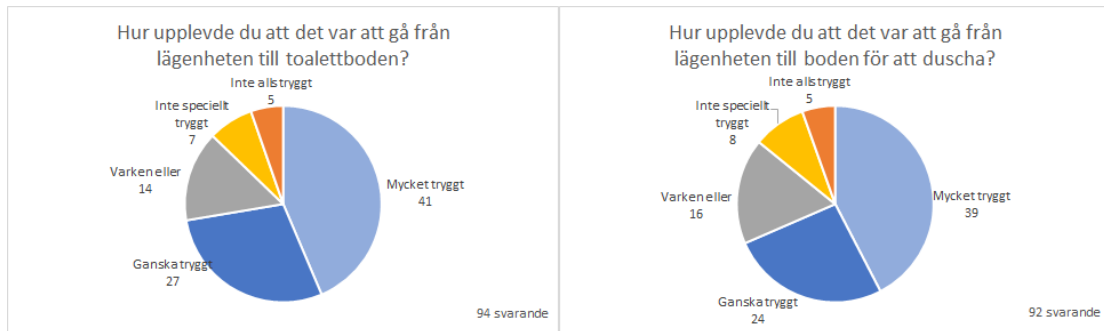 Hur upplevde du att det var att gå från
lägenheten till toalettboden?
Inte alls tryggt
5
Inte speciellt
tryggt
7
Varken eller
14
Mycket tryggt
41
Ganska tryggt
27
94 svarande
Hur upplevde du att det var att gå från
lägenheten till boden för att duscha?
Inte alls tryggt
5
Inte speciellt
tryggt
8
Varken eller
16
Mycket tryggt
39
Ganska tryggt
24
92 svarande